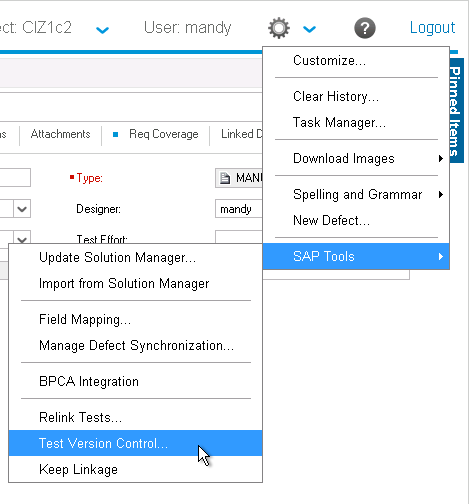 ect: CIZ1c2 User: mandy Logout
Customize...
Pinned Items
Clear History...
Task Manager...
Attachments Req Coverage Linked D
Download Images
Type: MANU
Spelling and Grammar
Designer: mandy
New Defect...
Test Effort:
SAP Tools
Update Solution Manager...
Import from Solution Manager
Field Mapping...
Manage Defect Synchronization...
BPCA Integration
Relink Tests...
Test Version Control...
Keep Linkage